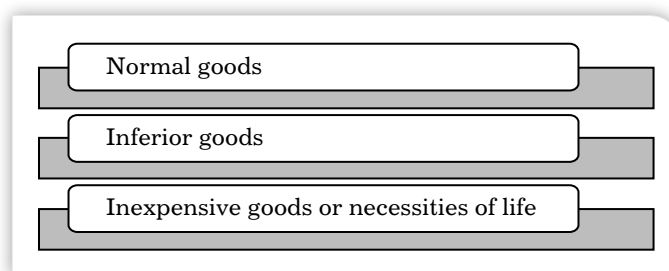 Normal goods
Inferior goods
Inexpensive goods or necessities of life